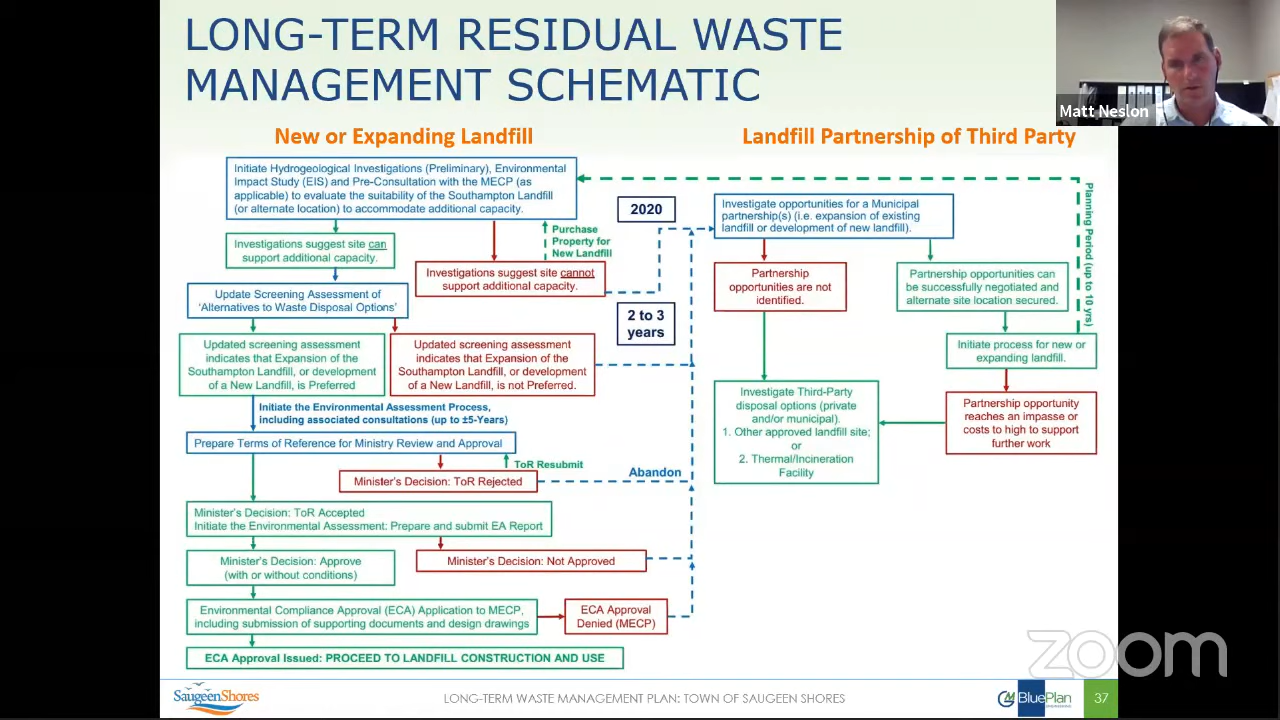 LONG-TERM RESIDUAL WASTE
MANAGEMENT SCHEMATIC
Matt Neslon
New or Expanding Landfill
Landfill Partnership of Third Party
Initiate Hydrogeological Investigations (Preliminary), Environmental
Impact Study (EIS) and Pre-Consultation with the MECP (as
applicable) to evaluate the suitability of the Southampton Landfill
(or alternate location) to accommodate additional capacity.
2020
Investigate opportunities for a Municipal
partnership(s) (i.e. expansion of existing
landfill or development of new landfill).
Planning Period (up to 10 yrs)
Investigations suggest site can
support additional capacity.
Purchase
Property for
New Landfill
Investigations suggest site cannot
support additional capacity.
Partnership
opportunities are not
identified.
Partnership opportunities can
be successfully negotiated and
alternate site location secured.
Update Screening Assessment of
'Alternatives to Waste Disposal Options'
2 to 3
years
Updated screening assessment
indicates that Expansion of the
Southampton Landfill, or development
of a New Landfill, is Preferred
Updated screening assessment
indicates that Expansion of the
Southampton Landfill, or development
of a New Landfill, is not Preferred.
Initiate process for new or
expanding landfill.
Initiate the Environmental Assessment Process,
including associated consultations (up to ±5-Years)
Investigate Third-Party
disposal options (private
and/or municipal).
1. Other approved landfill site;
or
2. Thermal/Incineration
Facility
Partnership opportunity
reaches an impasse or
costs to high to support
further work
Prepare Terms of Reference for Ministry Review and Approval
ToR Resubmit
Abandon
Minister's Decision: ToR Rejected
Minister's Decision: ToR Accepted
Initiate the Environmental Assessment: Prepare and submit EA Report
Minister's Decision: Approve
(with or without conditions)
Minister's Decision: Not Approved
Environmental Compliance Approval (ECA) Application to MECP,
including submission of supporting documents and design drawings
ECA Approval
Denied (MECP)
ECA Approval Issued: PROCEED TO LANDFILL CONSTRUCTION AND USE
zoom
SaugeenShores
LONG-TERM WASTE MANAGEMENT PLAN: TOWN OF SAUGEEN SHORES
BluePlan
ENGINEERING
37